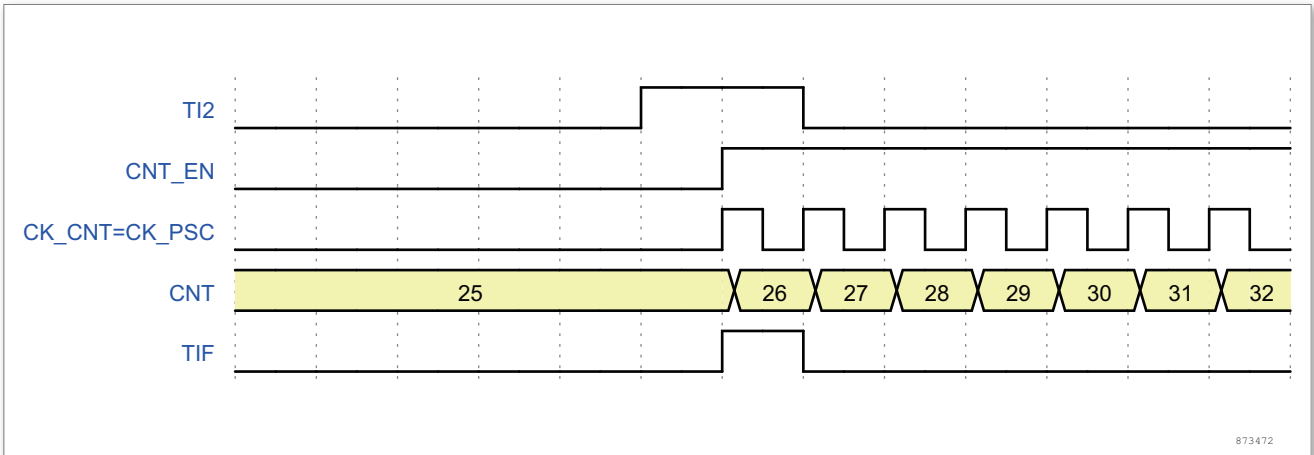 TI2
CNT_EN
CK_CNT=CK_PSC
CNT 25 26 27 28 29 30 31 32
TIF
873472